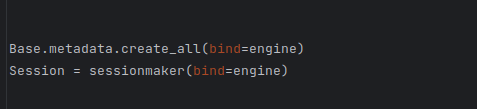 Base.metadata.create_all(bind=engine)
Session = sessionmaker(bind=engine)